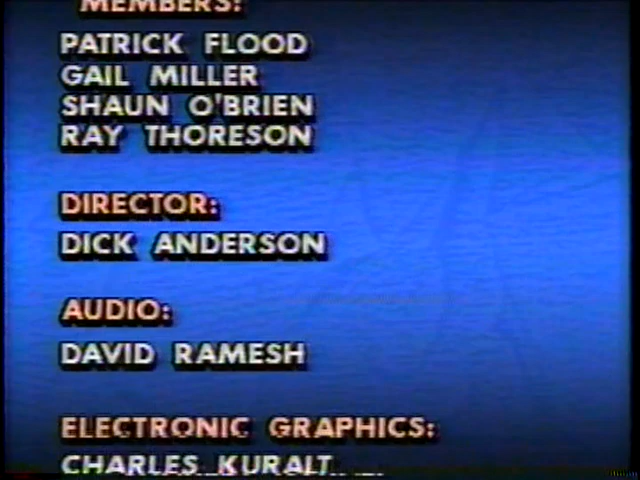 MEMBERS:
PATRICK FLOOD
GAIL MILLER
SHAUN O'BRIEN
RAY THORESON
DIRECTOR:
DICK ANDERSON
AUDIO:
DAVID RAMESH
ELECTRONIC GRAPHICS:
CHARLES KURALT